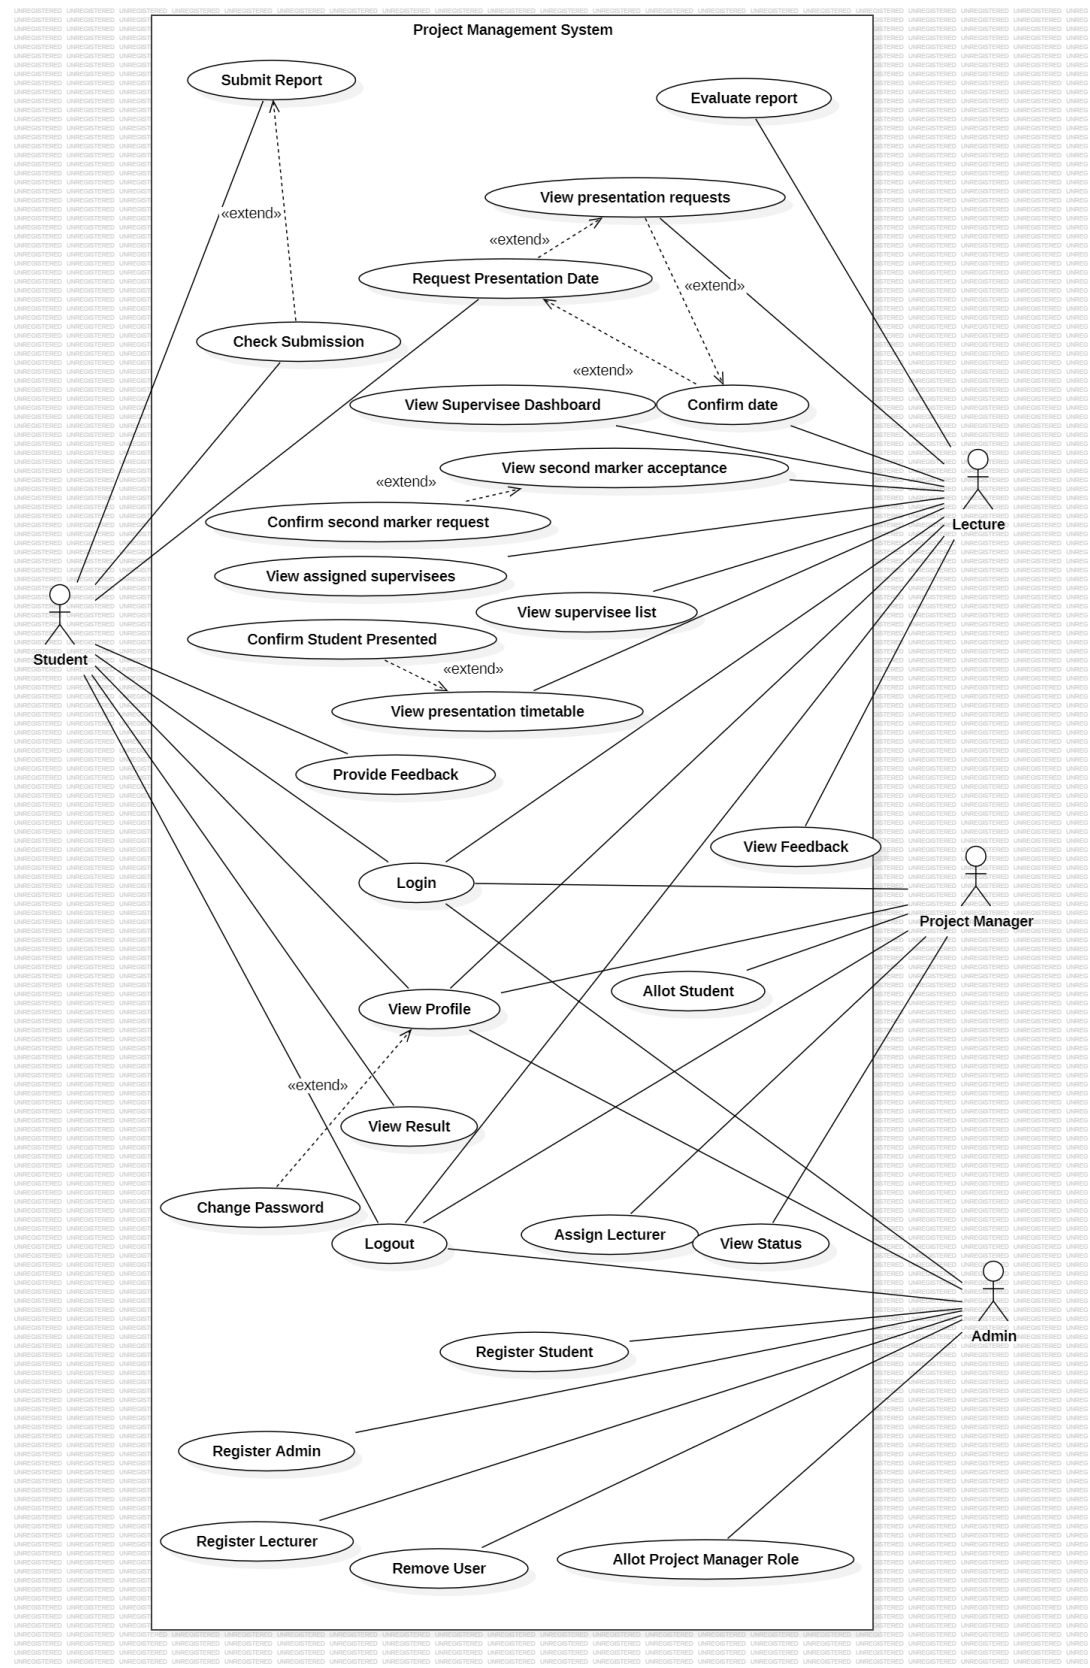 Project Management System
Submit Report
Evaluate report
View presentation requests
«extend»
«extend»
Request Presentation Date
«extend»
Check Submission
«extend»
View Supervisee Dashboard
Confirm date
View second marker acceptance
«extend»
Confirm second marker request
Lecture
View assigned supervisees
View supervisee list
Confirm Student Presented
Student
«extend»
View presentation timetable
Provide Feedback
View Feedback
Login
Project Manager
Allot Student
View Profile
«extend»
View Result
Change Password
Assign Lecturer
Logout
View Status
Admin
Register Student
Register Admin
Register Lecturer
Allot Project Manager Role
Remove User
UNREGISTERED